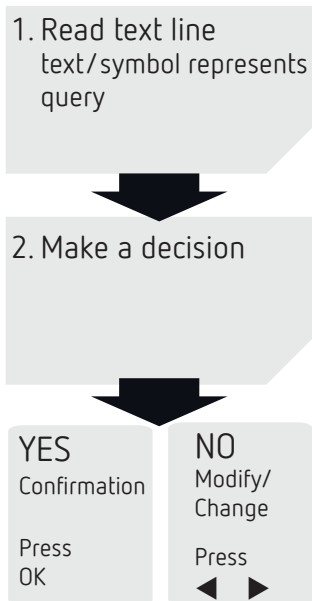 1. Read text line
text/symbol represents
query
2. Make a decision
YES
Confirmation
Press
OK
NO
Modify/
Change
Press
◀ ▶